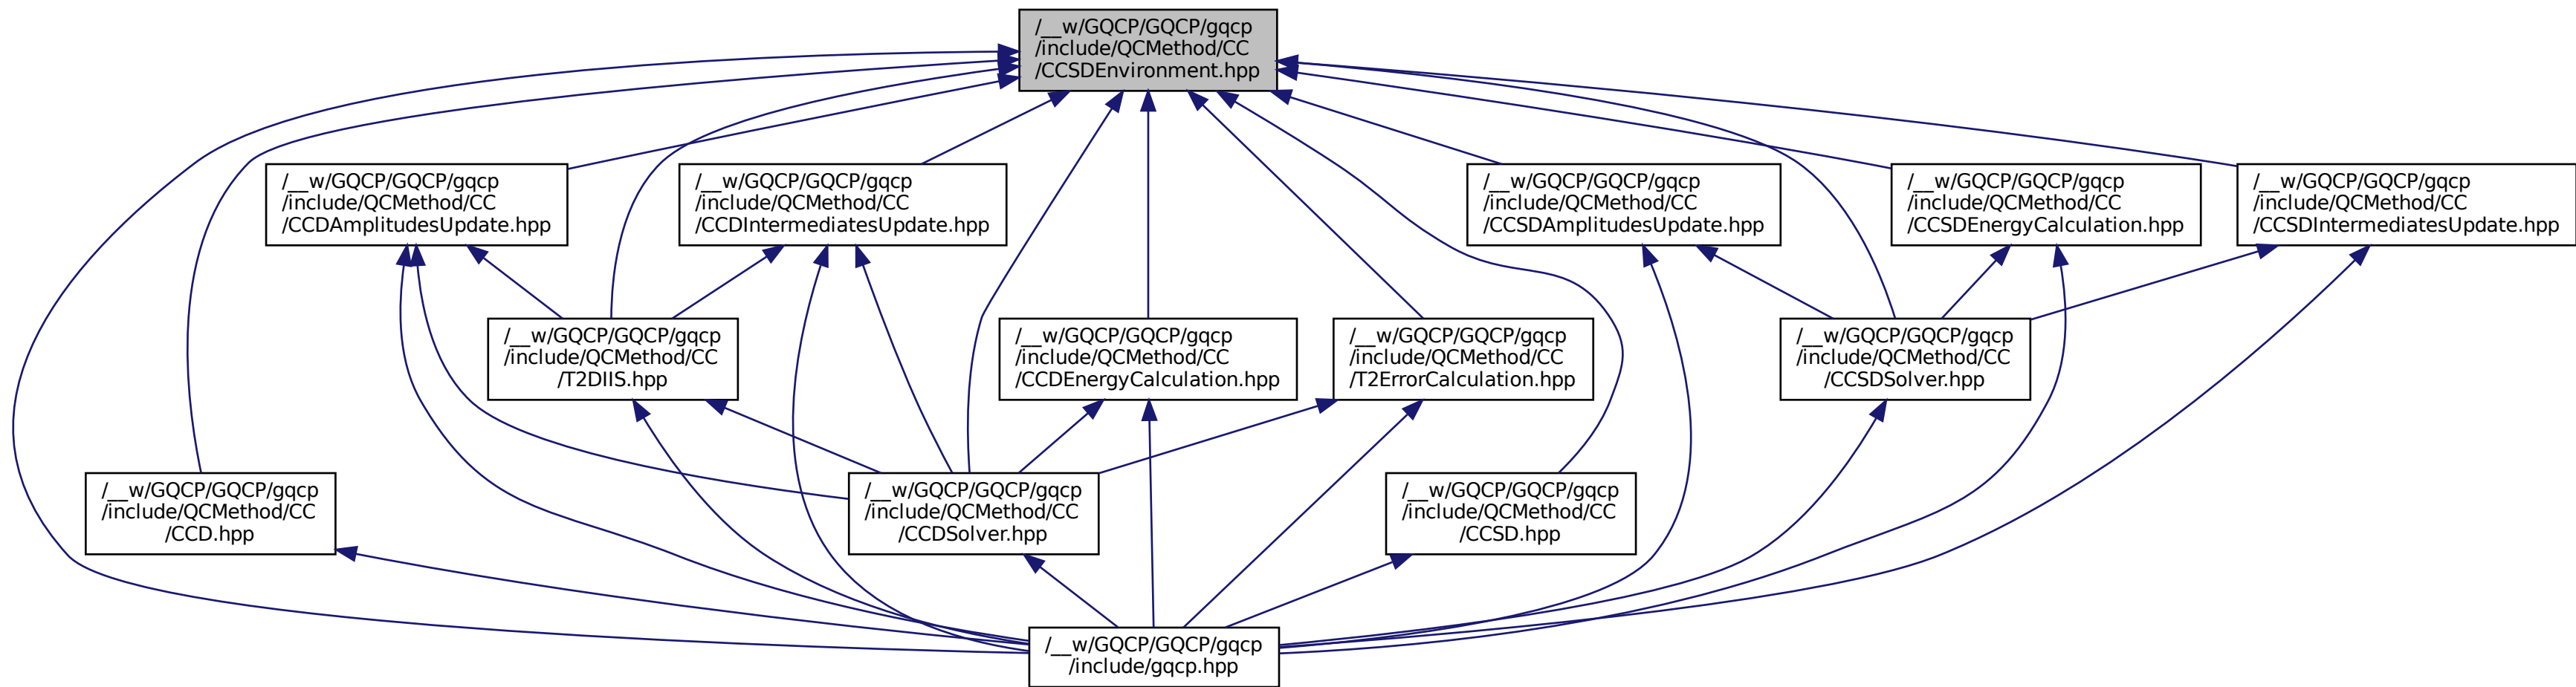 /__w/GQCP/GQCP/gqcp
/include/QCMethod/CC
/CCSDEnvironment.hpp
/__w/GQCP/GQCP/gqcp
/include/QCMethod/CC
/CCDAmplitudesUpdate.hpp
/__w/GQCP/GQCP/gqcp
/include/QCMethod/CC
/CCDIntermediatesUpdate.hpp
/__w/GQCP/GQCP/gqcp
/include/QCMethod/CC
/CCSDAmplitudesUpdate.hpp
/__w/GQCP/GQCP/gqcp
/include/QCMethod/CC
/CCSDEnergyCalculation.hpp
/__w/GQCP/GQCP/gqcp
/include/QCMethod/CC
/CCSDIntermediatesUpdate.hpp
/__w/GQCP/GQCP/gqcp
/include/QCMethod/CC
/T2DIIS.hpp
/__w/GQCP/GQCP/gqcp
/include/QCMethod/CC
/CCDEnergyCalculation.hpp
/__w/GQCP/GQCP/gqcp
/include/QCMethod/CC
/T2ErrorCalculation.hpp
/__w/GQCP/GQCP/gqcp
/include/QCMethod/CC
/CCSDSolver.hpp
/__w/GQCP/GQCP/gqcp
/include/QCMethod/CC
/CCD.hpp
/__w/GQCP/GQCP/gqcp
/include/QCMethod/CC
/CCDSolver.hpp
/__w/GQCP/GQCP/gqcp
/include/QCMethod/CC
/CCSD.hpp
/__w/GQCP/GQCP/gqcp
/include/gqcp.hpp